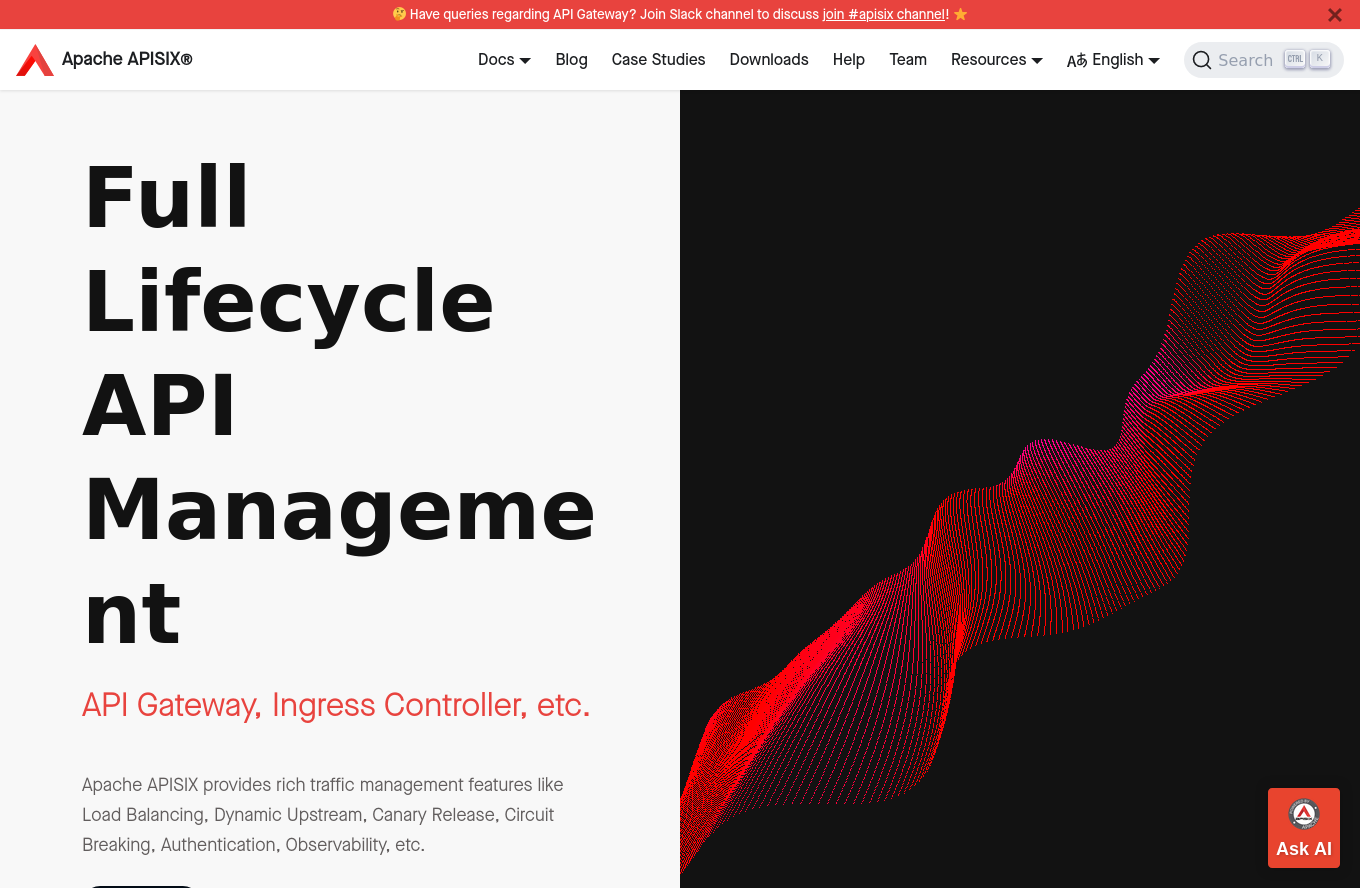 🤔 Have queries regarding API Gateway? Join Slack channel to discuss join #apisix channel! ⭐
Apache APISIX®
Docs Blog Case Studies Downloads Help Team Resources English Search CTRL K
Full
Lifecycle
API
Manageme
nt
API Gateway, Ingress Controller, etc.
Apache APISIX provides rich traffic management features like
Load Balancing, Dynamic Upstream, Canary Release, Circuit
Breaking, Authentication, Observability, etc.
Ask AI